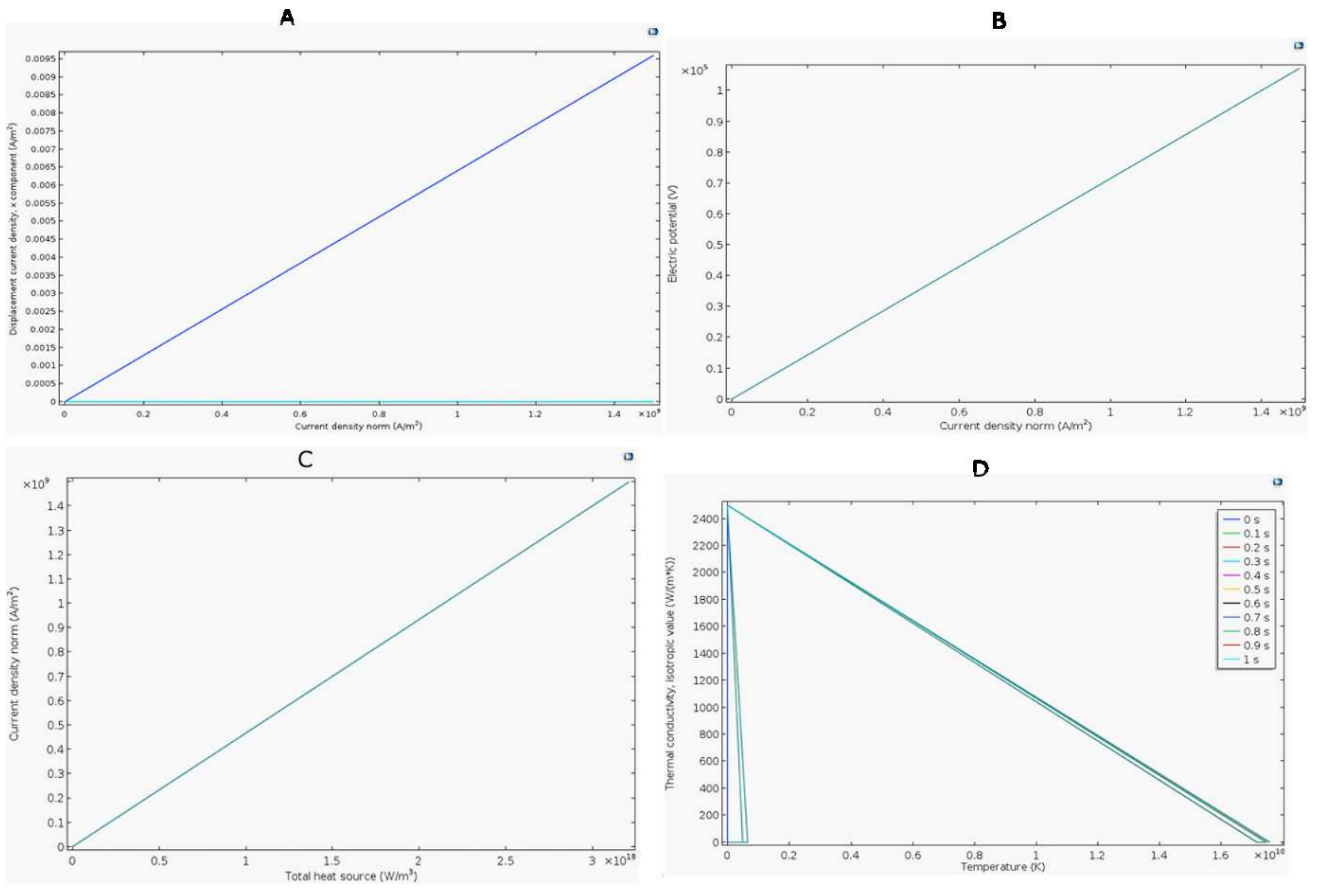 A
0.0095
0.009
0.0085
0.008
0.0075
0.007
0.0065
0.006
0.0055
0.005
0.0045
0.004
0.0035
0.003
0.0025
0.002
0.0015
0.001
0.0005
0
Displacement current density, x component (A/m²)
0 0.2 0.4 0.6 0.8 1 1.2 1.4 ×10⁹
Current density norm (A/m²)
B
×10⁵
1
0.9
0.8
0.7
0.6
0.5
0.4
0.3
0.2
0.1
0
Electric potential (V)
0 0.2 0.4 0.6 0.8 1 1.2 1.4 ×10⁹
Current density norm (A/m²)
C
×10⁹
1.4
1.3
1.2
1.1
1
0.9
0.8
0.7
0.6
0.5
0.4
0.3
0.2
0.1
0
Current density norm (A/m²)
0 0.5 1 1.5 2 2.5 3 ×10¹⁸
Total heat source (W/m³)
D
2400
2200
2000
1800
1600
1400
1200
1000
800
600
400
200
0
Thermal conductivity, isotropic value (W/(m*K))
0 s
0.1 s
0.2 s
0.3 s
0.4 s
0.5 s
0.6 s
0.7 s
0.8 s
0.9 s
1 s
0 0.2 0.4 0.6 0.8 1 1.2 1.4 1.6 ×10¹⁰
Temperature (K)